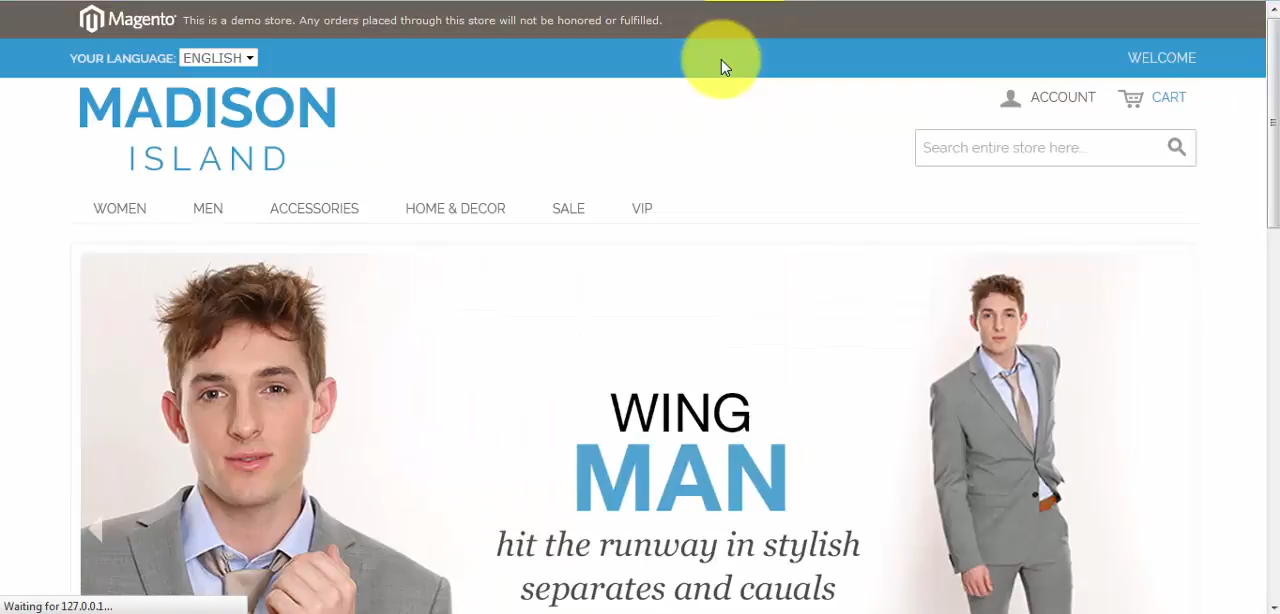 Magento This is a demo store. Any orders placed through this store will not be honored or fulfilled.
YOUR LANGUAGE: ENGLISH WELCOME
MADISON
ISLAND
ACCOUNT CART
Search entire store here...
WOMEN MEN ACCESSORIES HOME & DECOR SALE VIP
WING
MAN
hit the runway in stylish
separates and cauals
Waiting for 127.0.0.1...